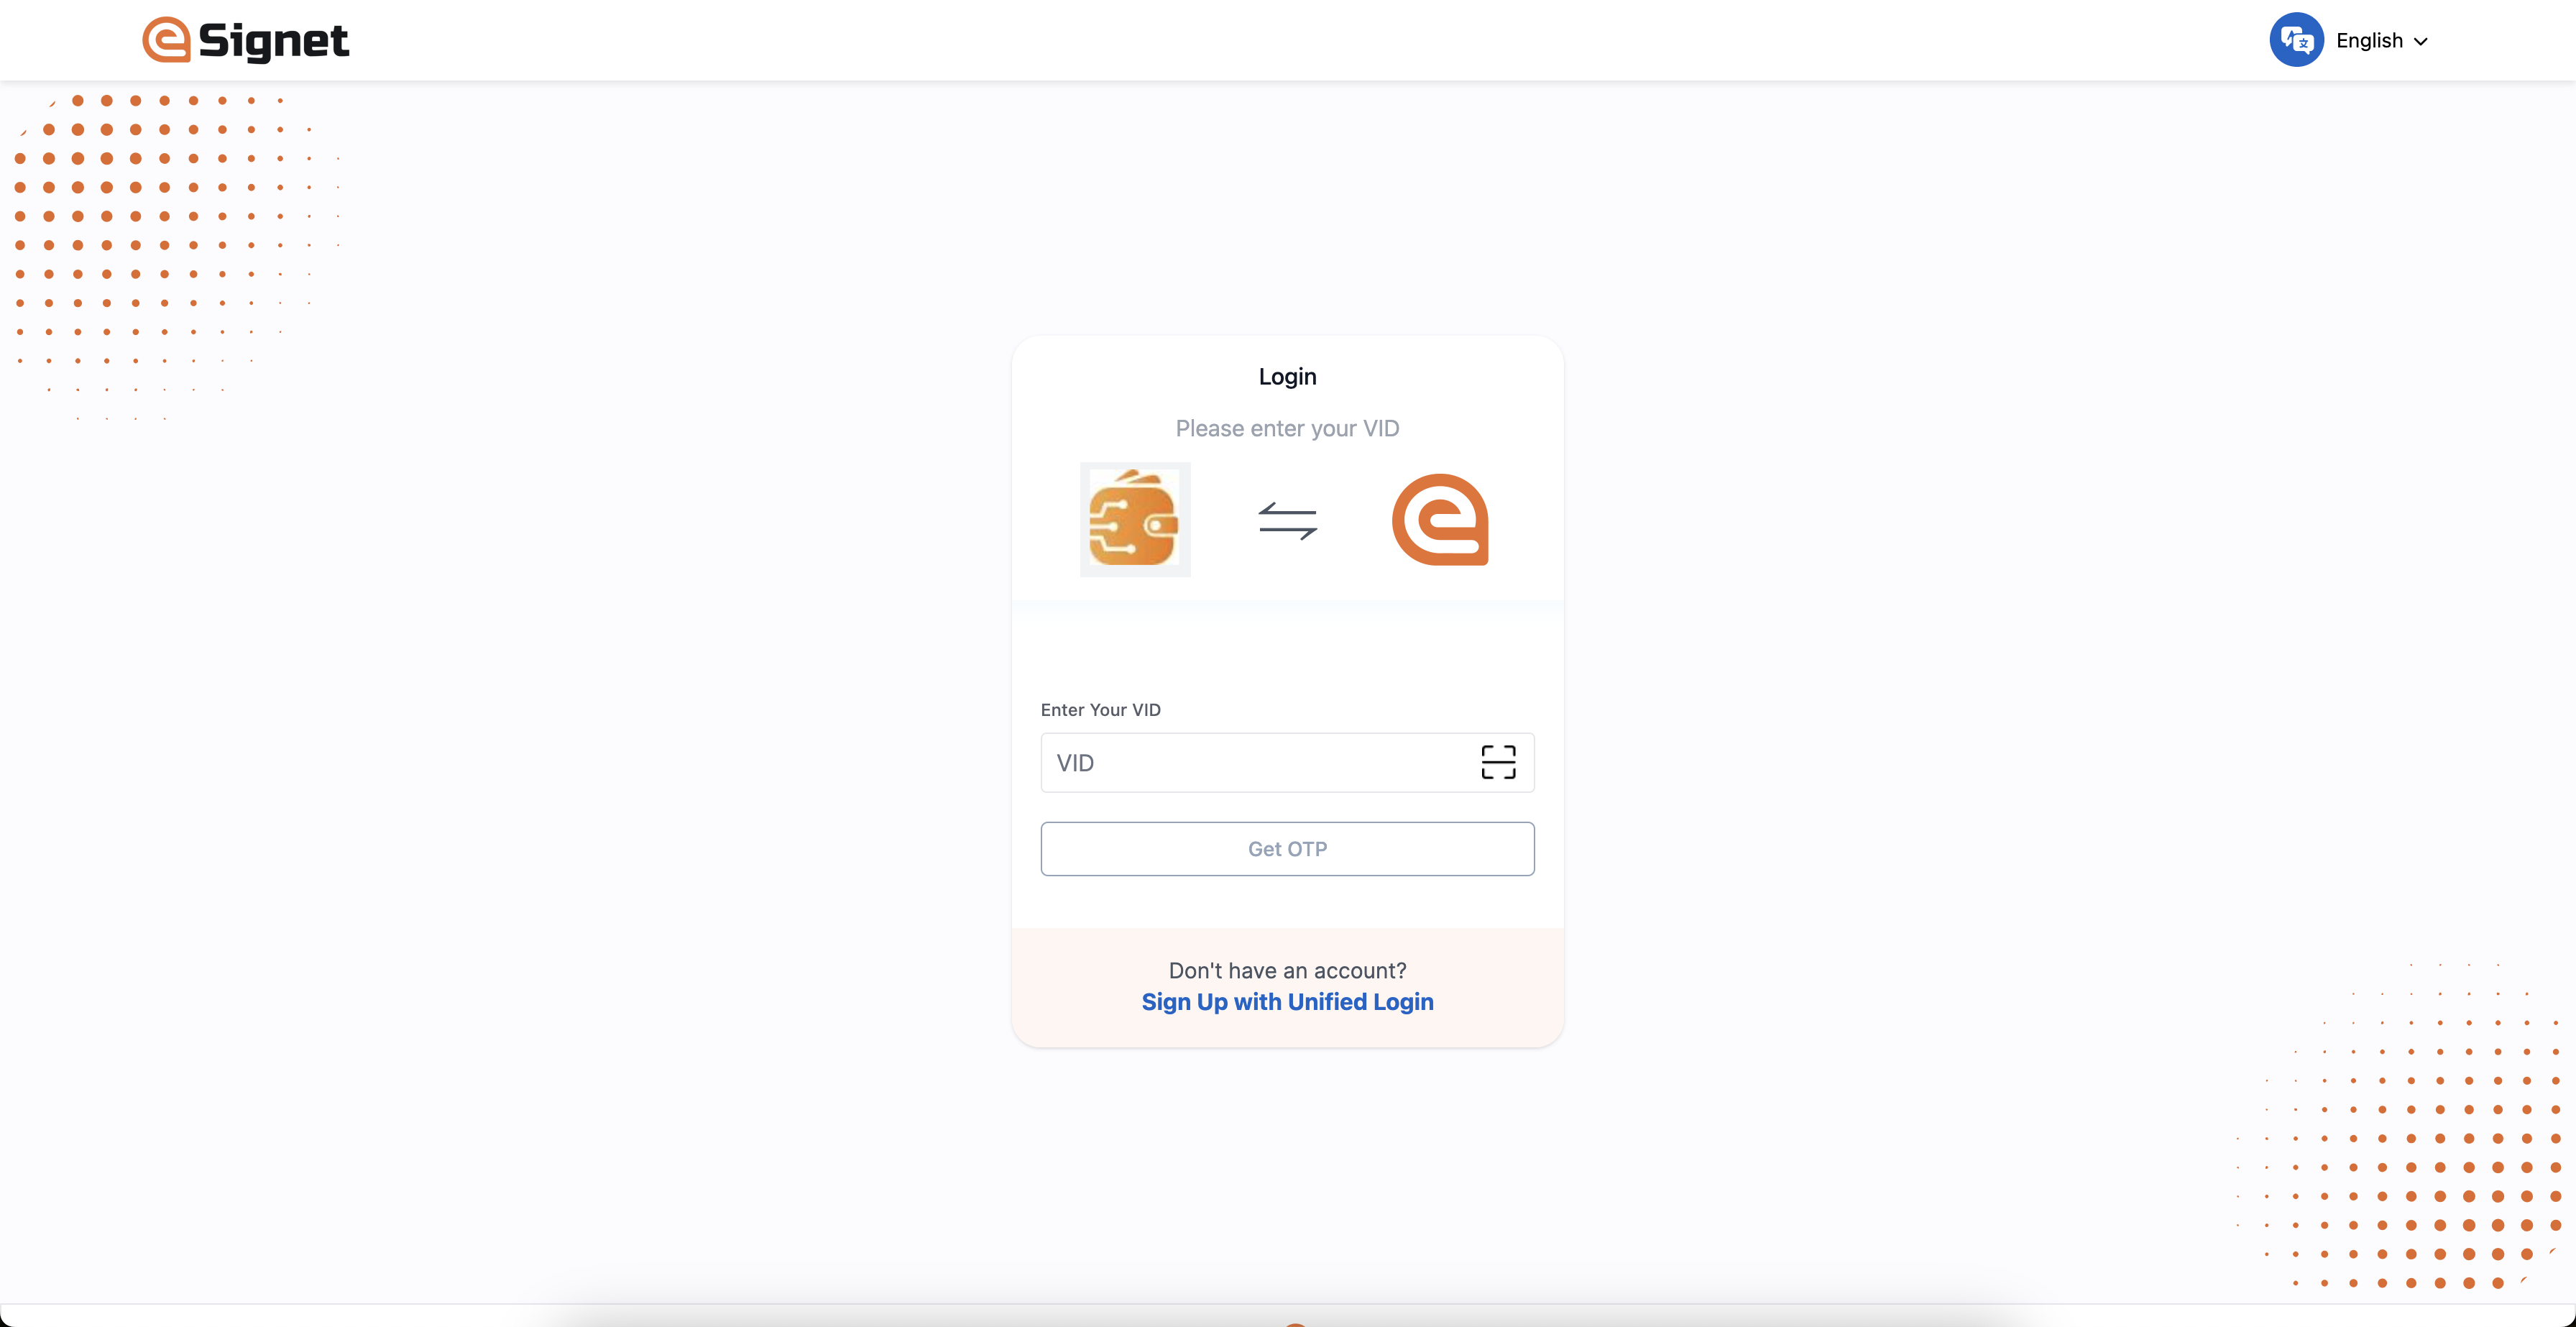 eSignet
English
Login
Please enter your VID
Enter Your VID
VID
Get OTP
Don't have an account?
Sign Up with Unified Login